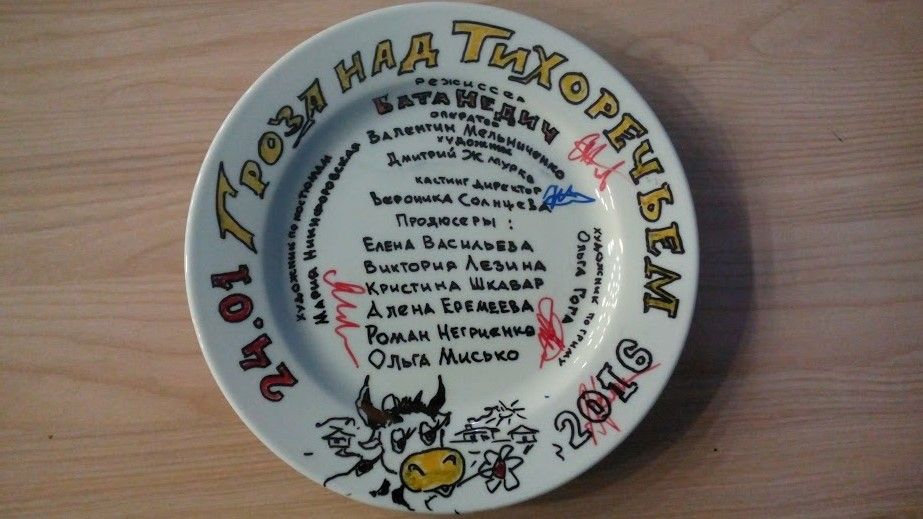 24.01 Гроза над Тихоречьем 2016
режиссер
Бата Недич
оператор
Валентин Мельниченко
художник
Дмитрий Жмурко
кастинг директор
Вероника Солнцева
Продюсеры:
Елена Васильева
Виктория Лезина
Кристина Шкавар
Алена Еремеева
Роман Негриенко
Ольга Мисько
художник по костюмам
Мария Никифоровская
художник по гриму
Ольга Гора